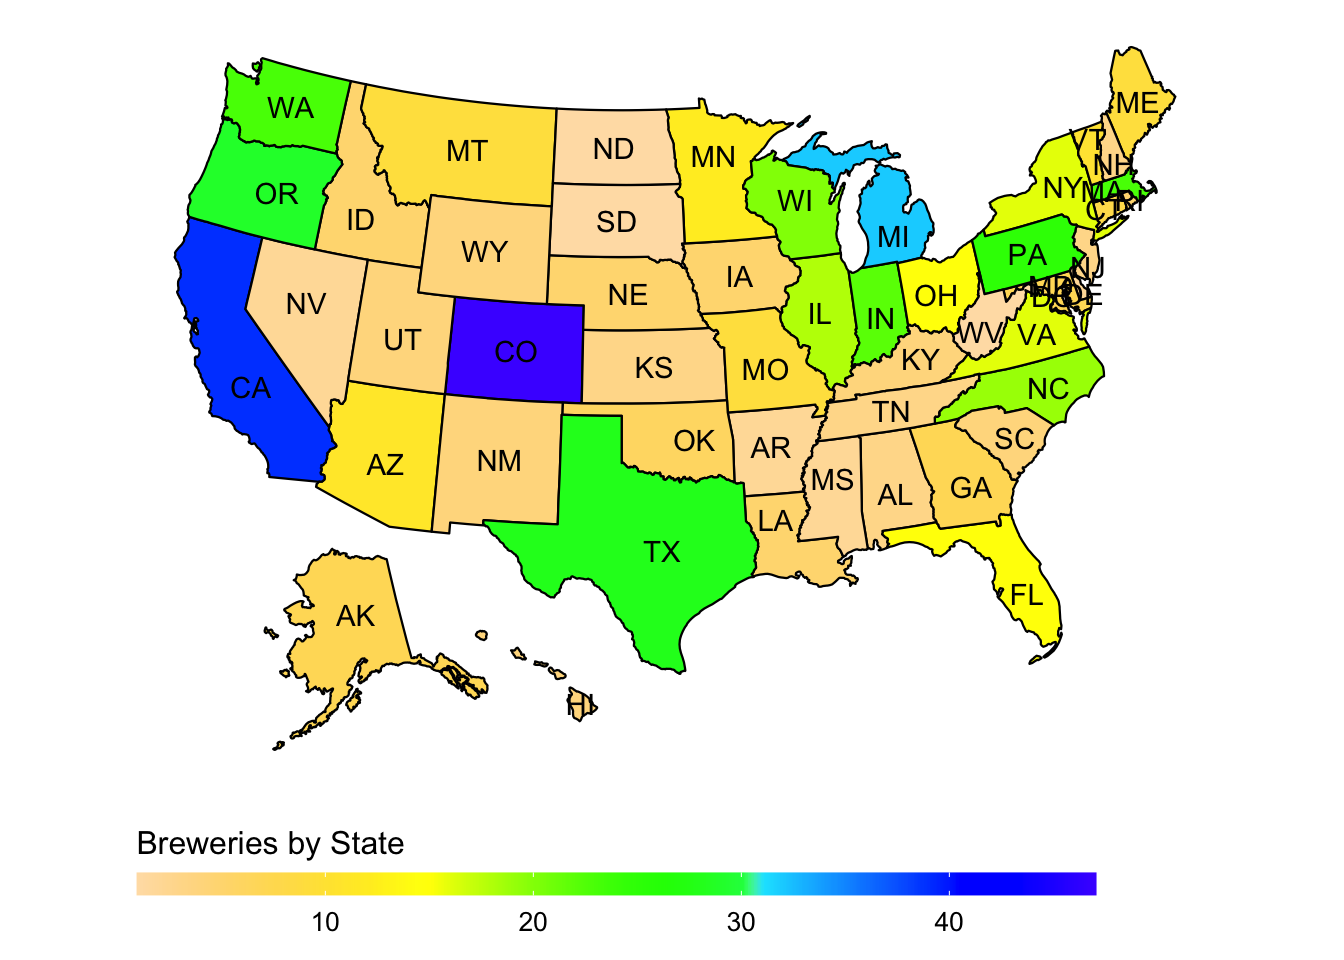 ME
WA
VT
MT
ND
MN
NH
OR
ID
SD
WI
NY
MA
RI
CT
MI
WY
PA
NJ
IA
NE
OH
MD
DC
DE
NV
IL
IN
WV
VA
UT
CO
KS
MO
KY
CA
NC
TN
OK
SC
AZ
NM
AR
MS
AL
GA
LA
TX
FL
AK
HI
Breweries by State
10 20 30 40